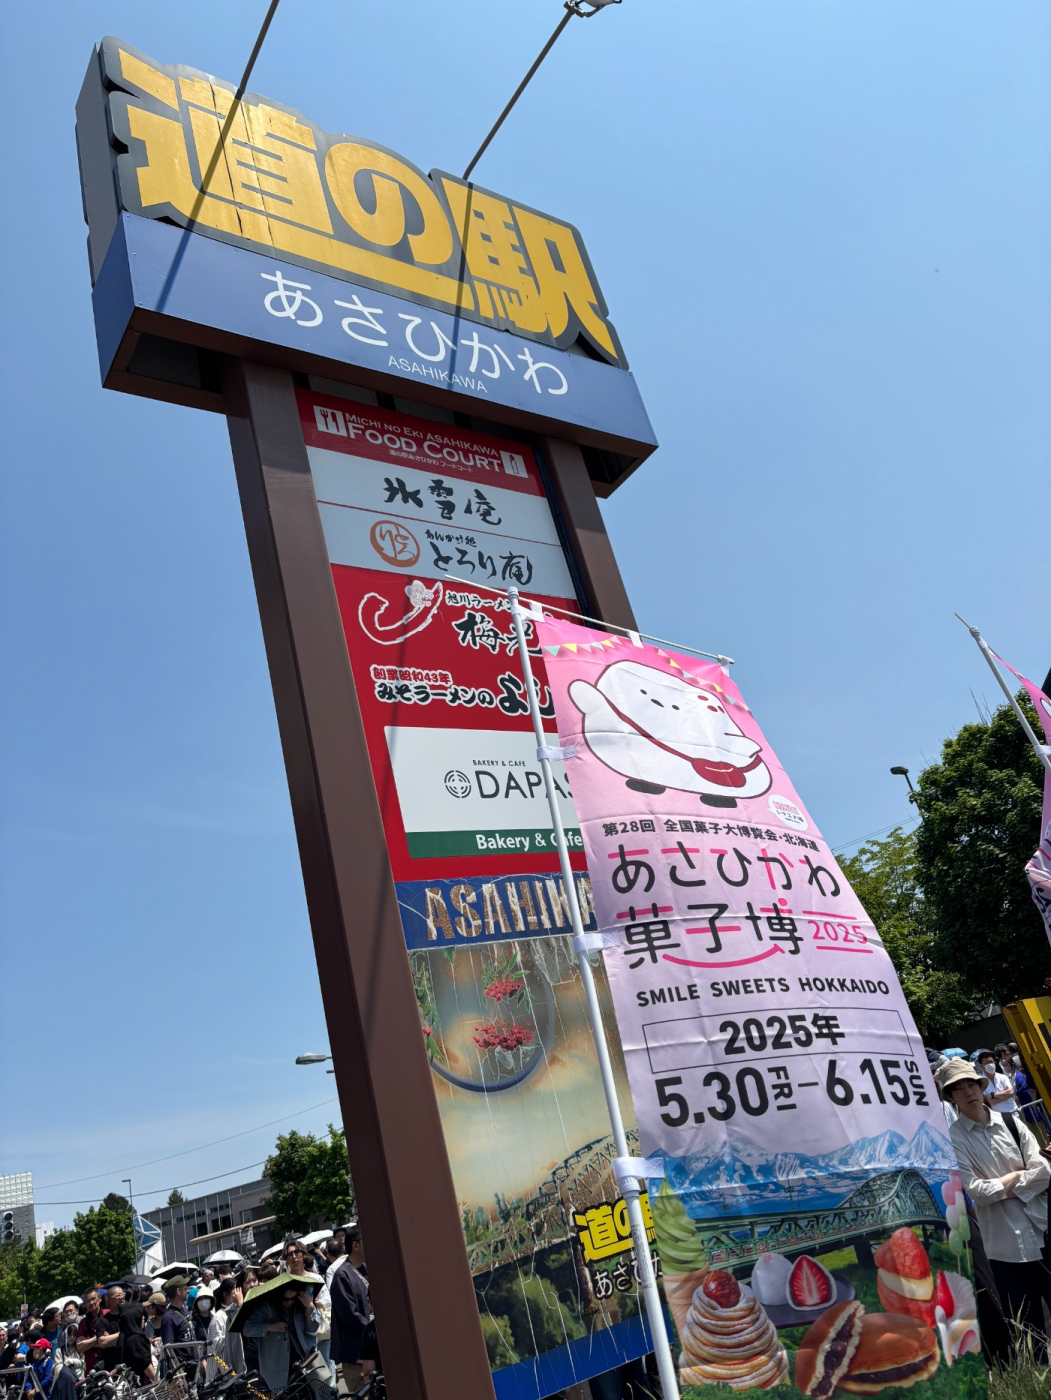 道の駅
あさひかわ
ASAHIKAWA
MICHI NO EKI ASAHIKAWA
FOOD COURT
道の駅あさひかわ フードコート
氷雪庵
とろ
あんかけ処
とろり庵
旭川ラーメン
梅光
創業昭和43年
みそラーメンの よし
BAKERY & CAFE
DAPAS
Bakery & Cafe
ASAHIK
道の駅
あさひ
第28回 全国菓子大博覧会・北海道
あさひかわ
菓子博 2025
SMILE SWEETS HOKKAIDO
2025年
5.30 FRI – 6.15 SUN